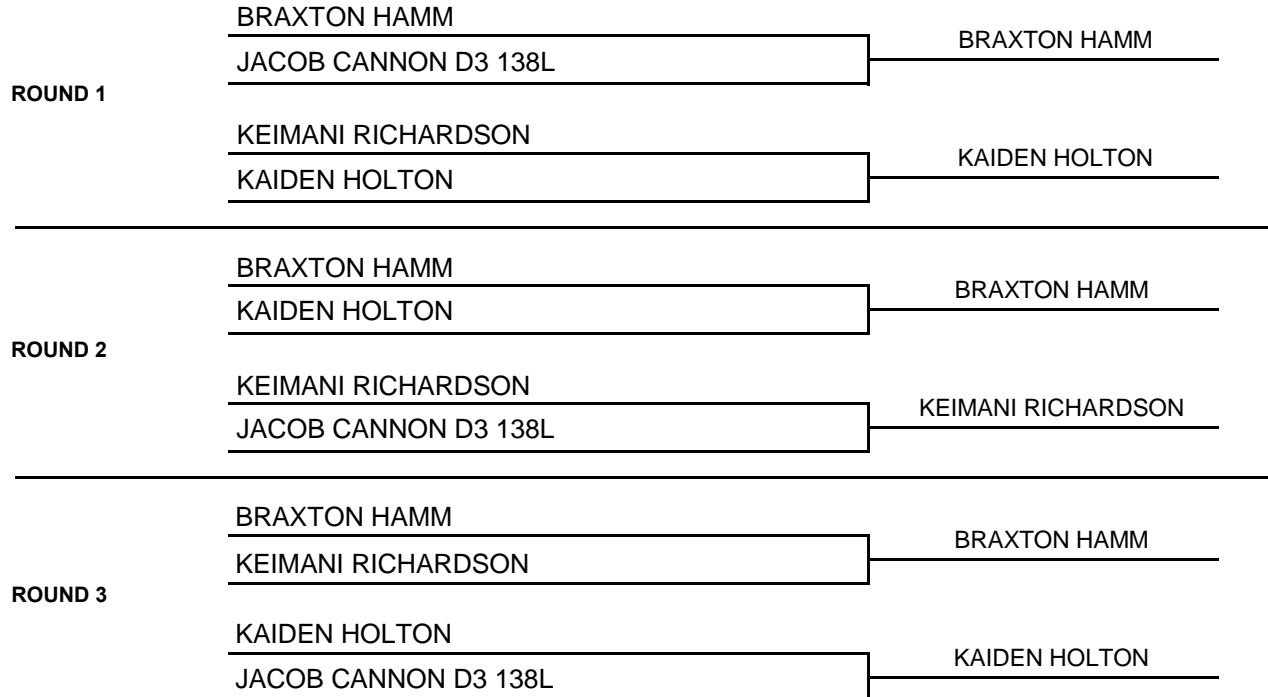 BRAXTON HAMM
BRAXTON HAMM
JACOB CANNON D3 138L
ROUND 1
KEIMANI RICHARDSON
KAIDEN HOLTON
KAIDEN HOLTON
BRAXTON HAMM
BRAXTON HAMM
KAIDEN HOLTON
ROUND 2
KEIMANI RICHARDSON
KEIMANI RICHARDSON
JACOB CANNON D3 138L
BRAXTON HAMM
BRAXTON HAMM
KEIMANI RICHARDSON
ROUND 3
KAIDEN HOLTON
KAIDEN HOLTON
JACOB CANNON D3 138L